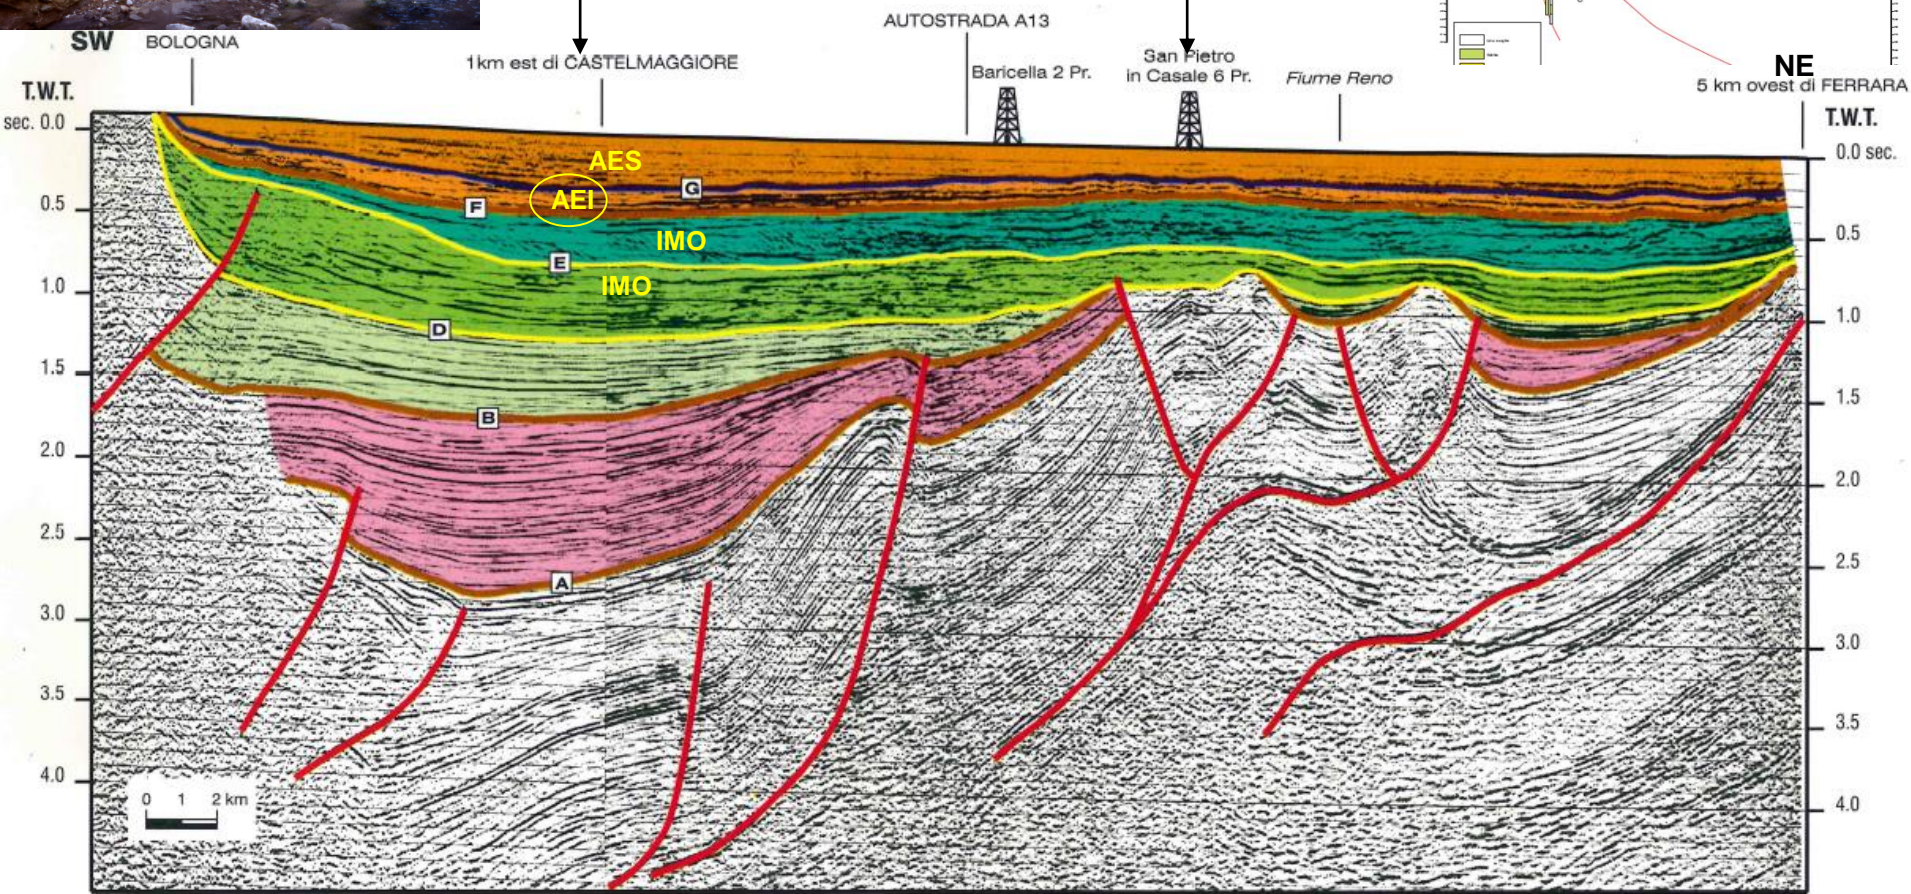 AUTOSTRADA A13
SW
BOLOGNA
1km est di CASTELMAGGIORE
Baricella 2 Pr.
San Pietro
in Casale 6 Pr.
Fiume Reno
NE
5 km ovest di FERRARA
T.W.T.
T.W.T.
sec. 0.0
0.0 sec.
AES
G
AEI
F
0.5
0.5
IMO
E
IMO
1.0
1.0
D
1.5
1.5
B
2.0
2.0
2.5
2.5
A
3.0
3.0
3.5
3.5
4.0
4.0
0 1 2 km